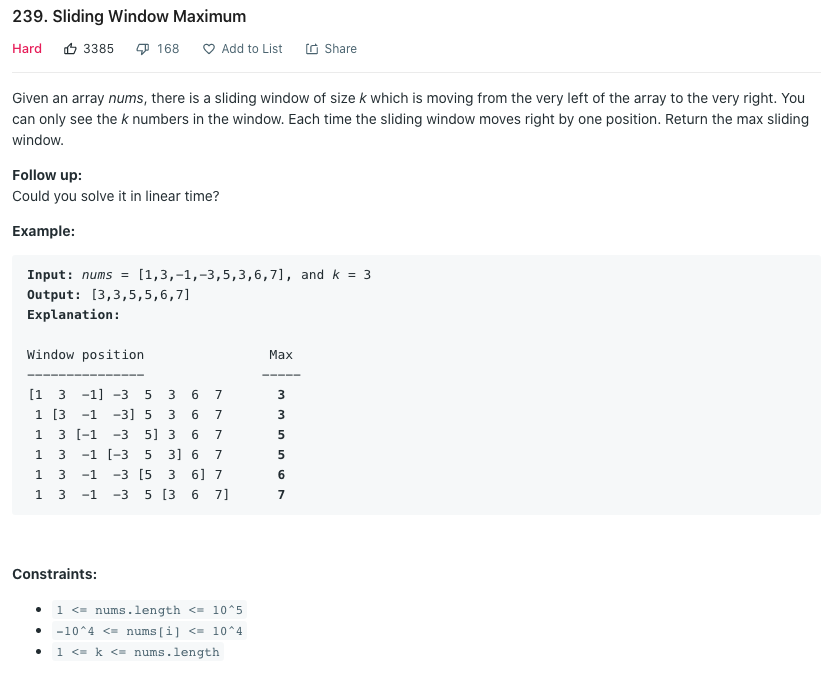 239. Sliding Window Maximum
Hard 3385 168 Add to List Share
Given an array nums, there is a sliding window of size k which is moving from the very left of the array to the very right. You
can only see the k numbers in the window. Each time the sliding window moves right by one position. Return the max sliding
window.
Follow up:
Could you solve it in linear time?
Example:
Input: nums = [1,3,-1,-3,5,3,6,7], and k = 3
Output: [3,3,5,5,6,7]
Explanation:
Window position                Max
---------------               -----
[1  3  -1] -3  5  3  6  7       3
 1 [3  -1  -3] 5  3  6  7       3
 1  3 [-1  -3  5] 3  6  7       5
 1  3  -1 [-3  5  3] 6  7       5
 1  3  -1  -3 [5  3  6] 7       6
 1  3  -1  -3  5 [3  6  7]      7
Constraints:
• 1 <= nums.length <= 10^5
• -10^4 <= nums[i] <= 10^4
• 1 <= k <= nums.length